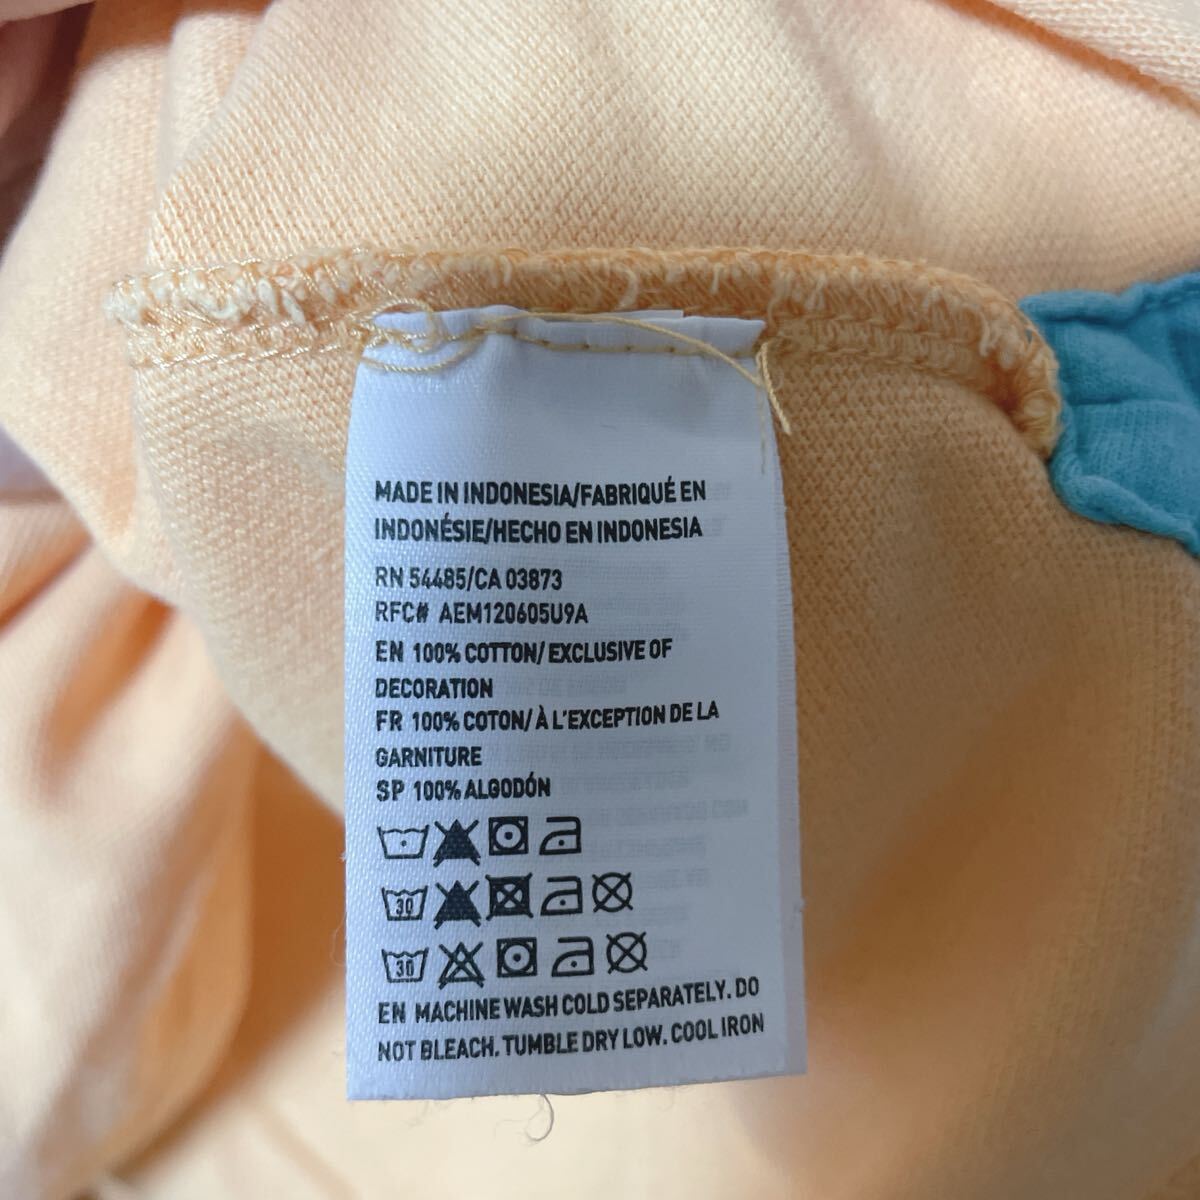 MADE IN INDONESIA/FABRIQUÉ EN
INDONÉSIE/HECHO EN INDONESIA
RN 54485/CA 03873
RFC# AEM120605U9A
EN 100% COTTON/ EXCLUSIVE OF
DECORATION
FR 100% COTON/ À L'EXCEPTION DE LA
GARNITURE
SP 100% ALGODÓN
30
30
EN MACHINE WASH COLD SEPARATELY. DO
NOT BLEACH. TUMBLE DRY LOW. COOL IRON